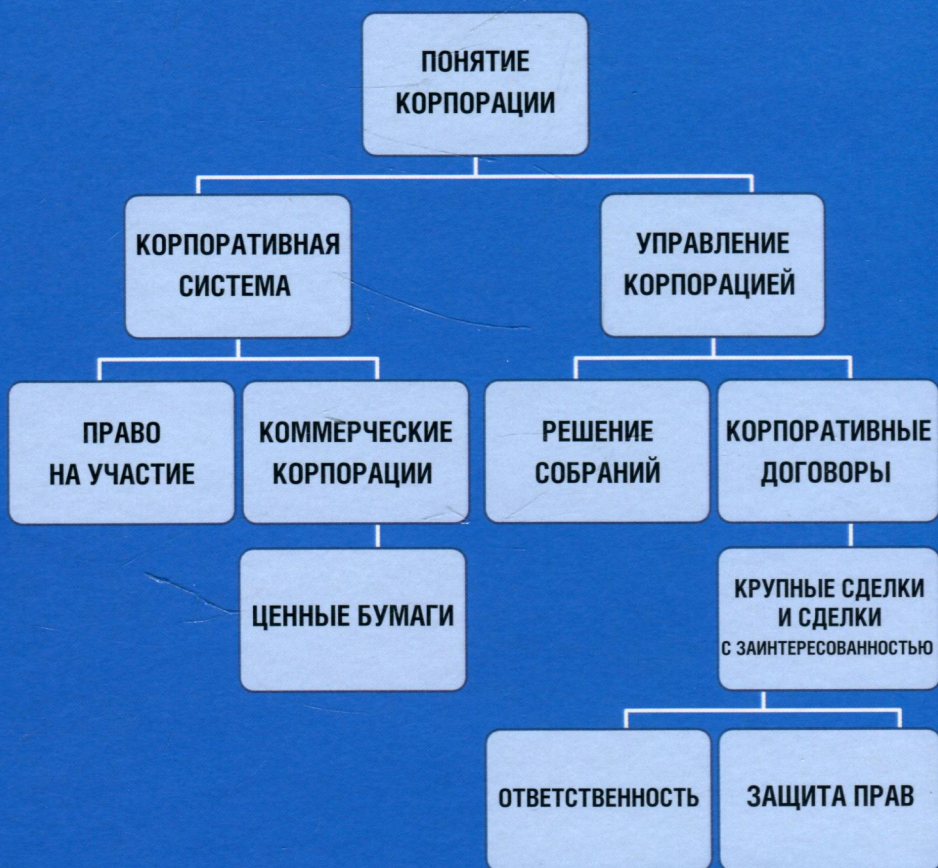 ПОНЯТИЕ
КОРПОРАЦИИ
КОРПОРАТИВНАЯ
СИСТЕМА
УПРАВЛЕНИЕ
КОРПОРАЦИЕЙ
ПРАВО
НА УЧАСТИЕ
КОММЕРЧЕСКИЕ
КОРПОРАЦИИ
РЕШЕНИЕ
СОБРАНИЙ
КОРПОРАТИВНЫЕ
ДОГОВОРЫ
ЦЕННЫЕ БУМАГИ
КРУПНЫЕ СДЕЛКИ
И СДЕЛКИ
С ЗАИНТЕРЕСОВАННОСТЬЮ
ОТВЕТСТВЕННОСТЬ
ЗАЩИТА ПРАВ